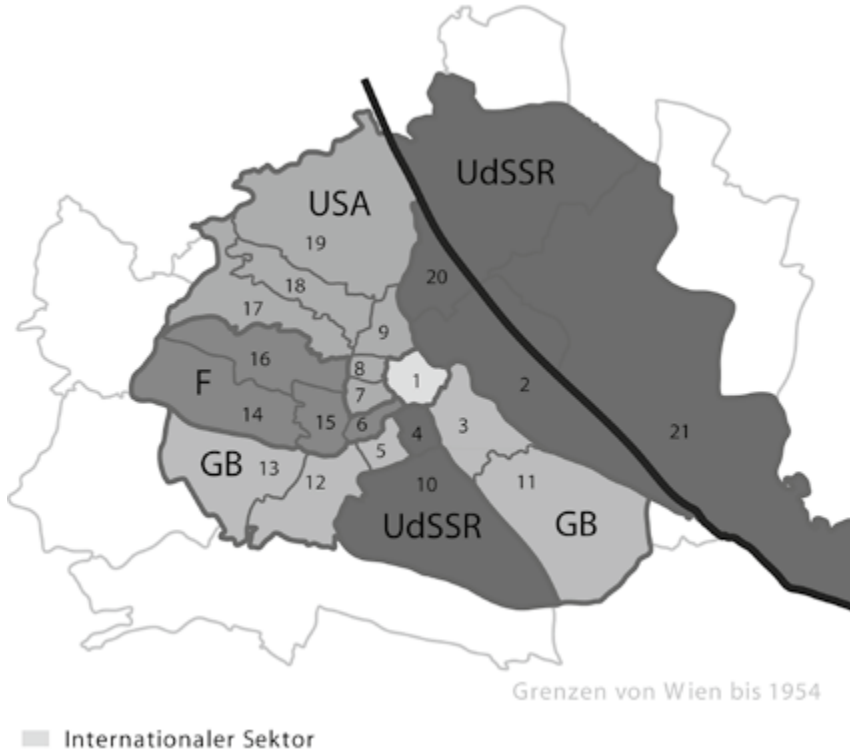 UdSSR
USA
19
20
18
17
9
16
8
1
F
7
2
14
15
6
4
3
21
5
GB
13
12
10
11
UdSSR
GB
Grenzen von Wien bis 1954
Internationaler Sektor